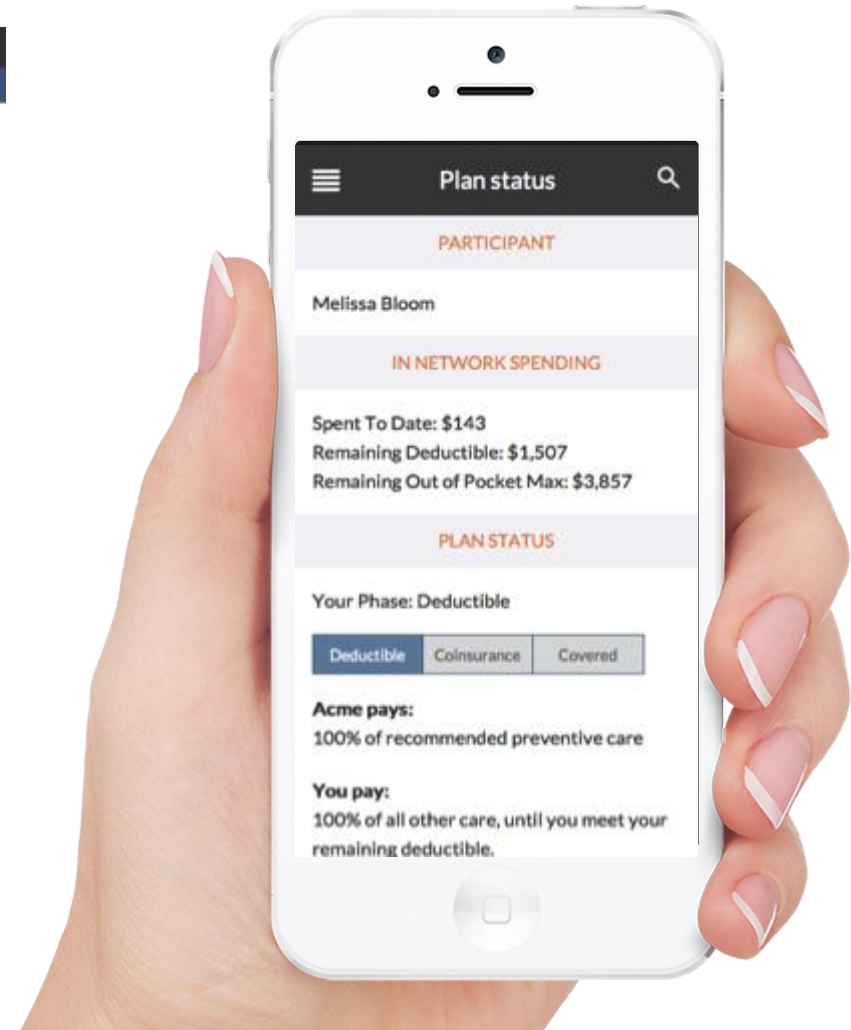 Plan status
PARTICIPANT
Melissa Bloom
IN NETWORK SPENDING
Spent To Date: $143
Remaining Deductible: $1,507
Remaining Out of Pocket Max: $3,857
PLAN STATUS
Your Phase: Deductible
Deductible Coinsurance Covered
Acme pays:
100% of recommended preventive care
You pay:
100% of all other care, until you meet your
remaining deductible.